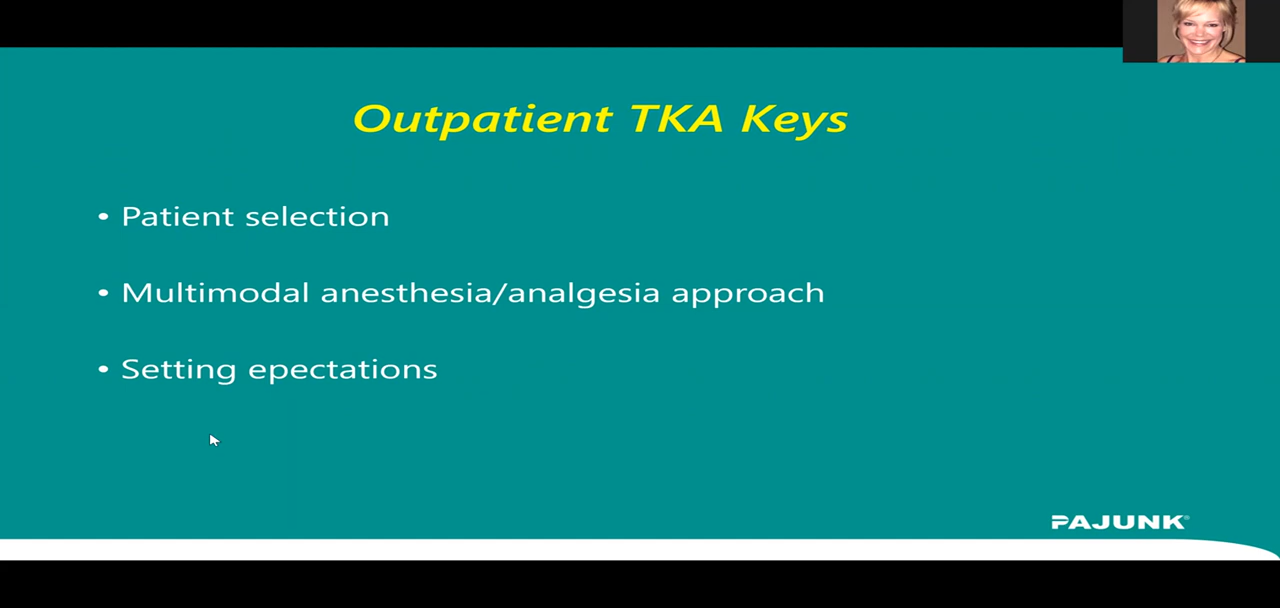 Outpatient TKA Keys
• Patient selection
• Multimodal anesthesia/analgesia approach
• Setting epectations
PAJUNK®